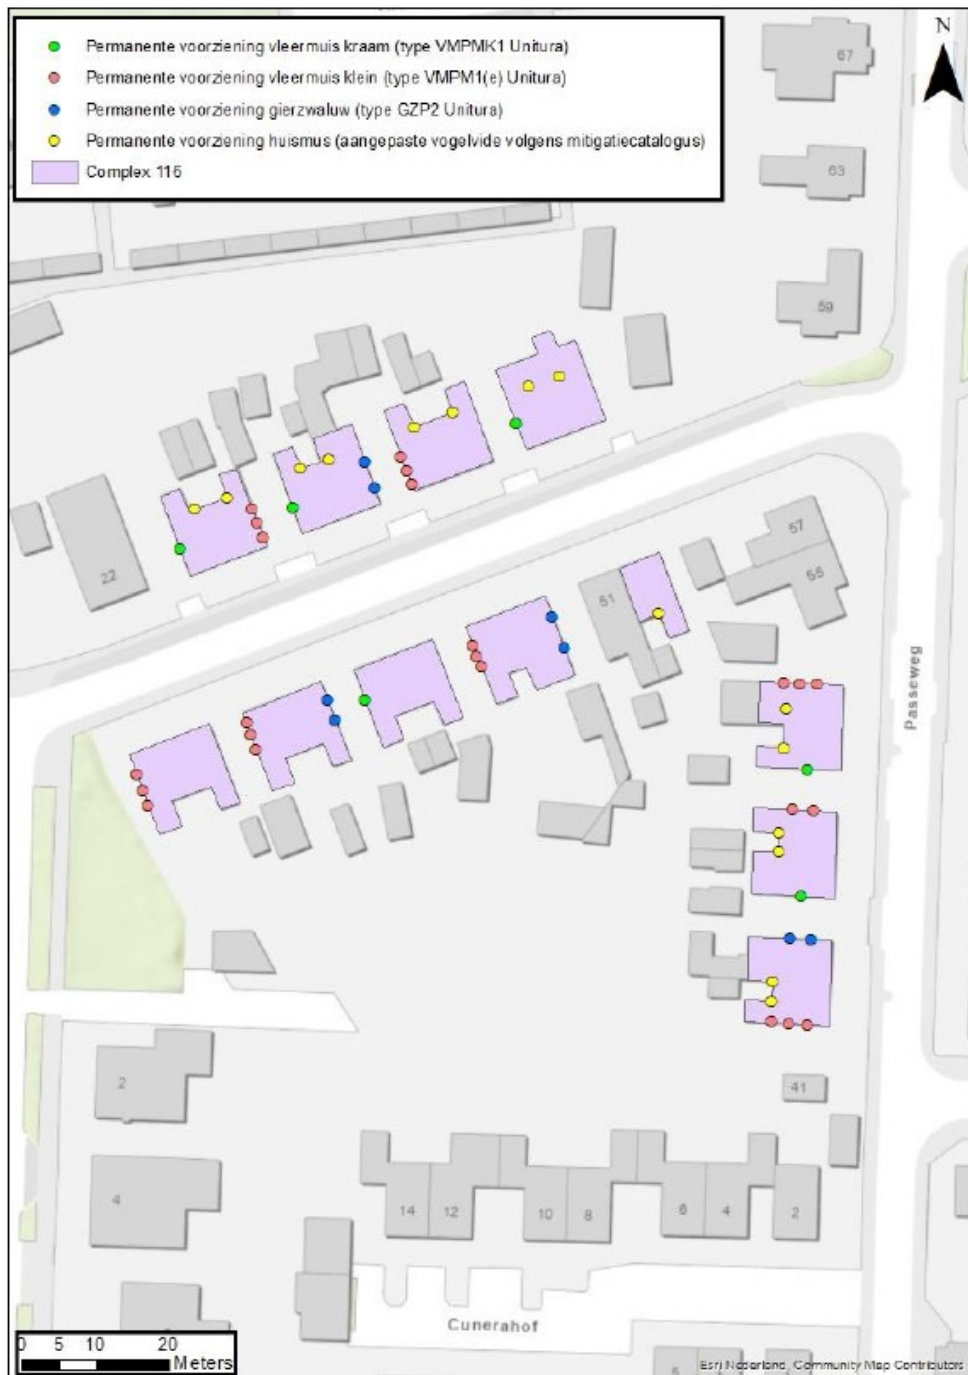 N
Permanente voorziening vleermuis kraam (type VMPMK1 Unitura)
Permanente voorziening vleermuis klein (type VMPM1(e) Unitura)
Permanente voorziening gierzwaluw (type GZP2 Unitura)
Permanente voorziening huismus (aangepaste vogelvide volgens mitigatiecatalogus)
Complex 116
67
63
59
22
57
51
55
Passeweg
41
2
4
14 12 10 8 6 4 2
Cunerahof
0 5 10 20
Meters
Esri Nederland, Community Map Contributors